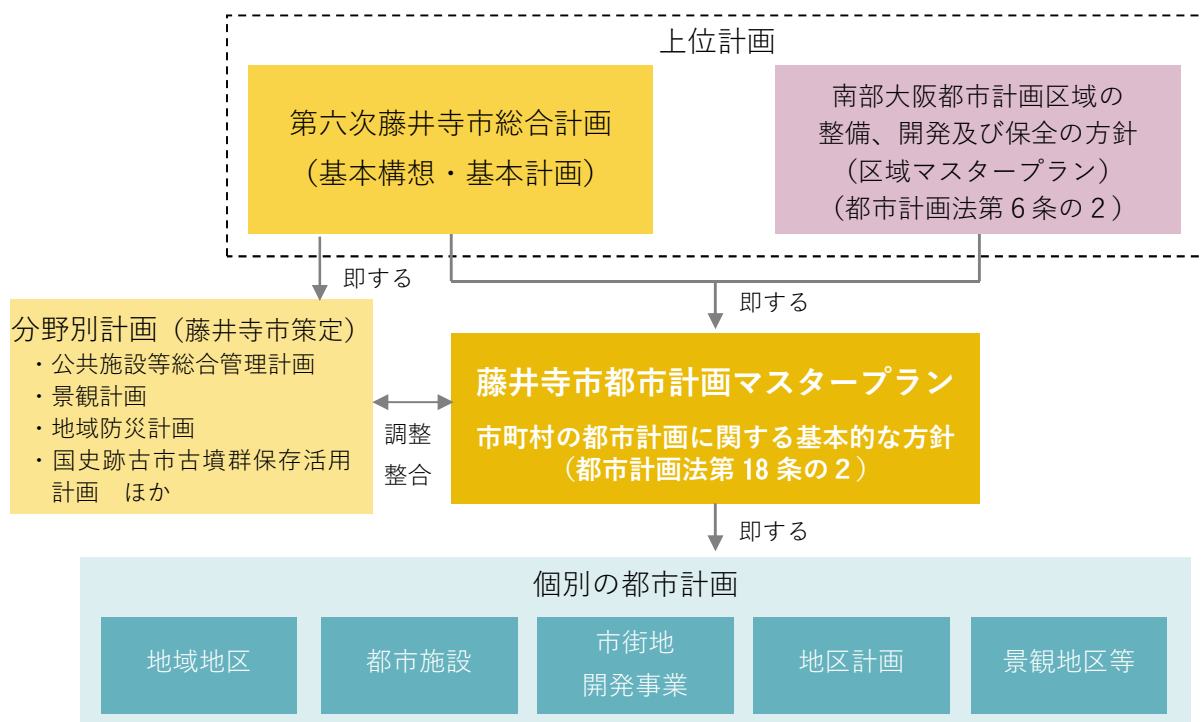 上位計画
第六次藤井寺市総合計画
（基本構想・基本計画）
南部大阪都市計画区域の
整備、開発及び保全の方針
（区域マスタープラン）
（都市計画法第６条の２）
即する
即する
分野別計画（藤井寺市策定）
・公共施設等総合管理計画
・景観計画
・地域防災計画
・国史跡古市古墳群保存活用
計画　ほか
調整
整合
藤井寺市都市計画マスタープラン
市町村の都市計画に関する基本的な方針
（都市計画法第 18 条の２）
即する
個別の都市計画
地域地区
都市施設
市街地
開発事業
地区計画
景観地区等